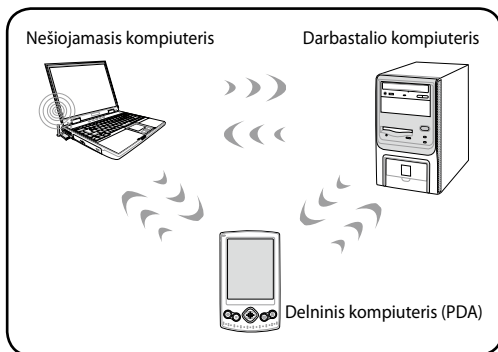 Nešiojamasis kompiuteris
Darbastalio kompiuteris
Delninis kompiuteris (PDA)